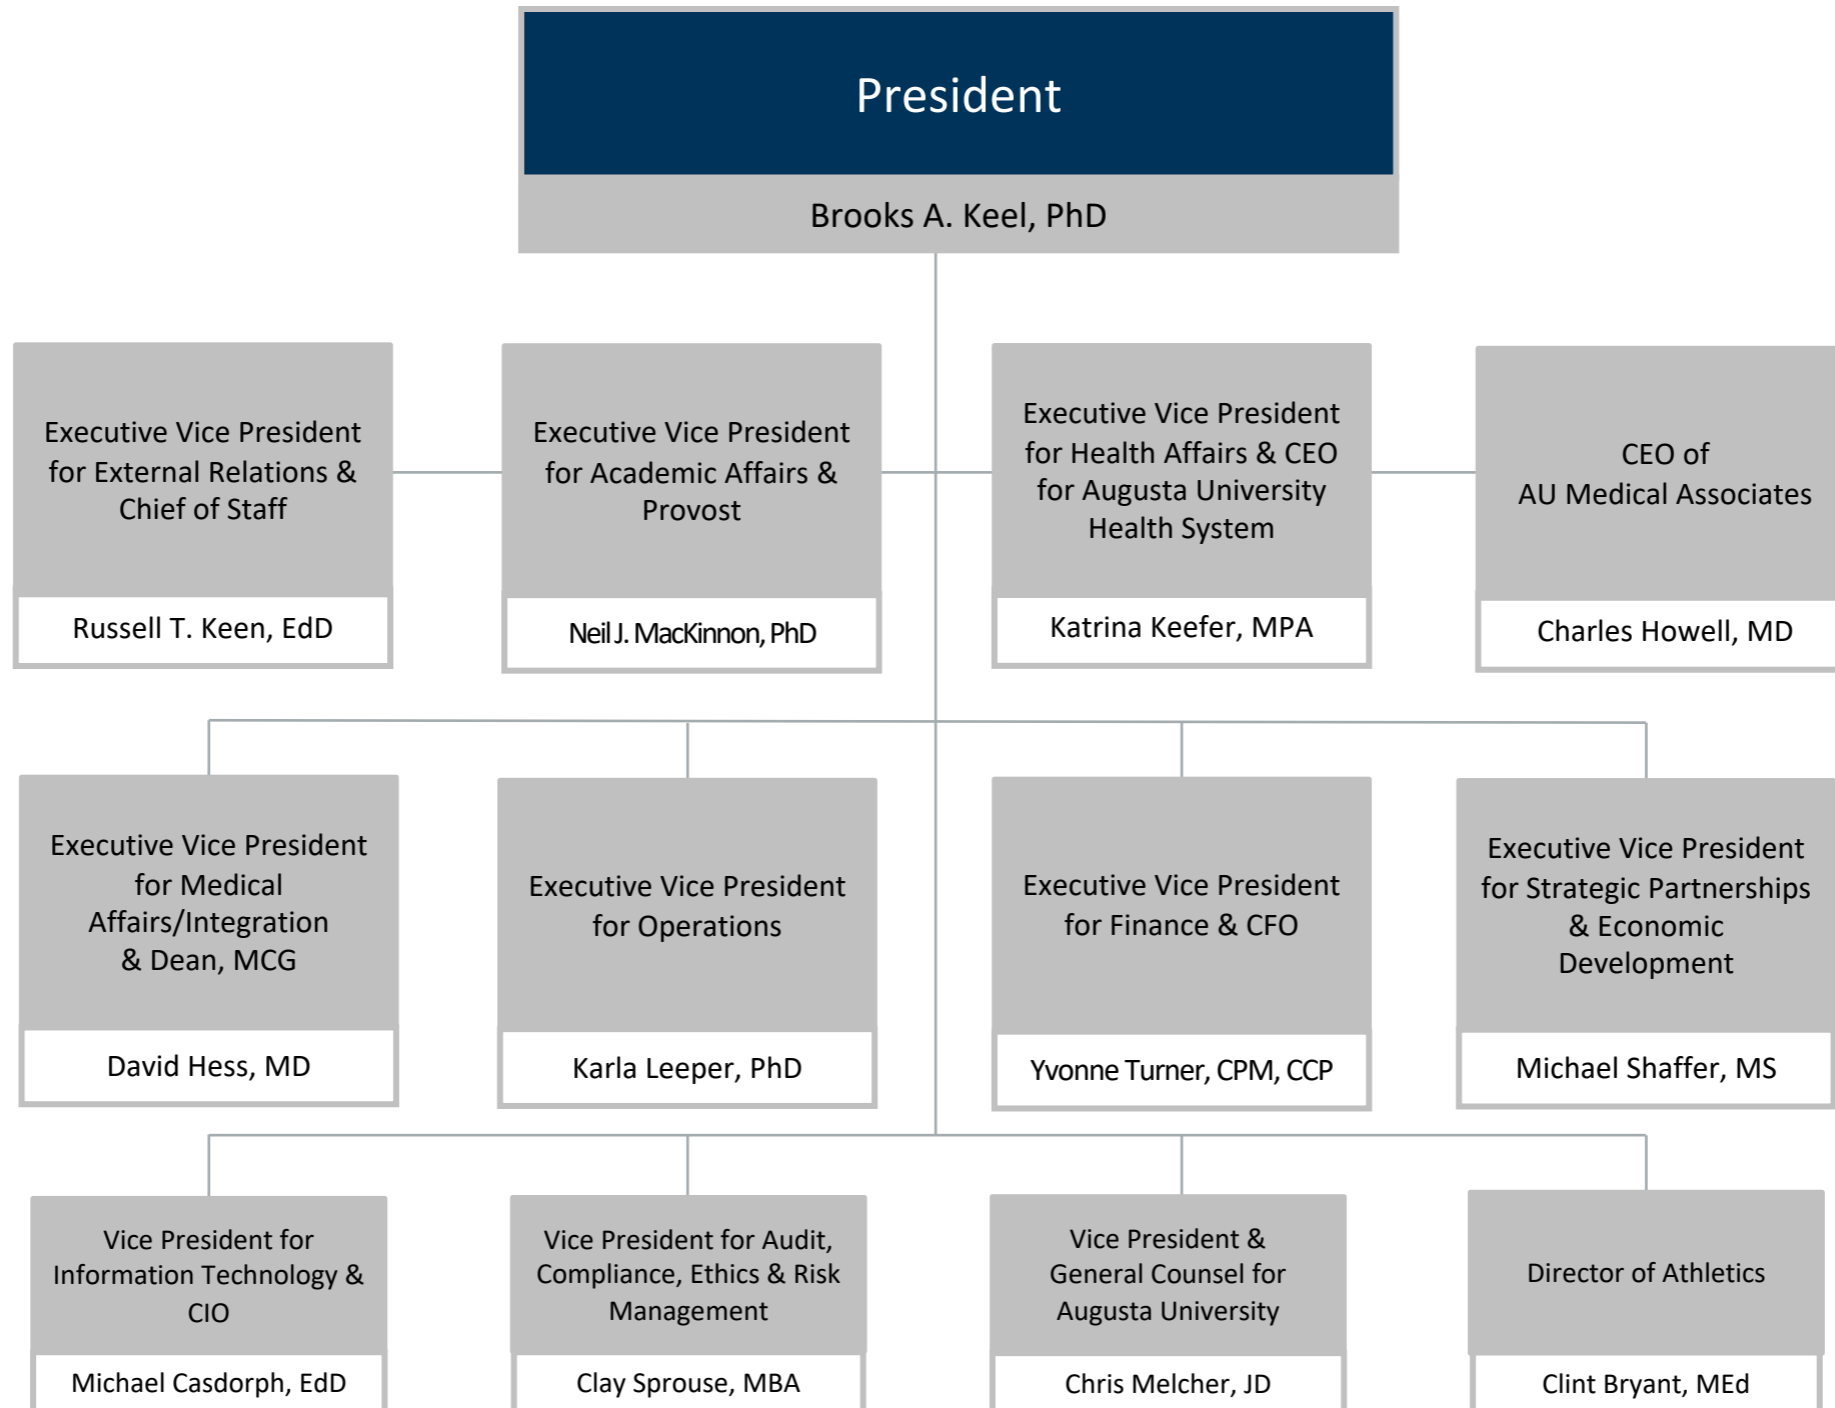 President
Brooks A. Keel, PhD
Executive Vice President
for External Relations &
Chief of Staff
Russell T. Keen, EdD
Executive Vice President
for Academic Affairs &
Provost
Neil J. MacKinnon, PhD
Executive Vice President
for Health Affairs & CEO
for Augusta University
Health System
Katrina Keefer, MPA
CEO of
AU Medical Associates
Charles Howell, MD
Executive Vice President
for Medical
Affairs/Integration
& Dean, MCG
David Hess, MD
Executive Vice President
for Operations
Karla Leeper, PhD
Executive Vice President
for Finance & CFO
Yvonne Turner, CPM, CCP
Executive Vice President
for Strategic Partnerships
& Economic
Development
Michael Shaffer, MS
Vice President for
Information Technology &
CIO
Michael Casdorph, EdD
Vice President for Audit,
Compliance, Ethics & Risk
Management
Clay Sprouse, MBA
Vice President &
General Counsel for
Augusta University
Chris Melcher, JD
Director of Athletics
Clint Bryant, MEd